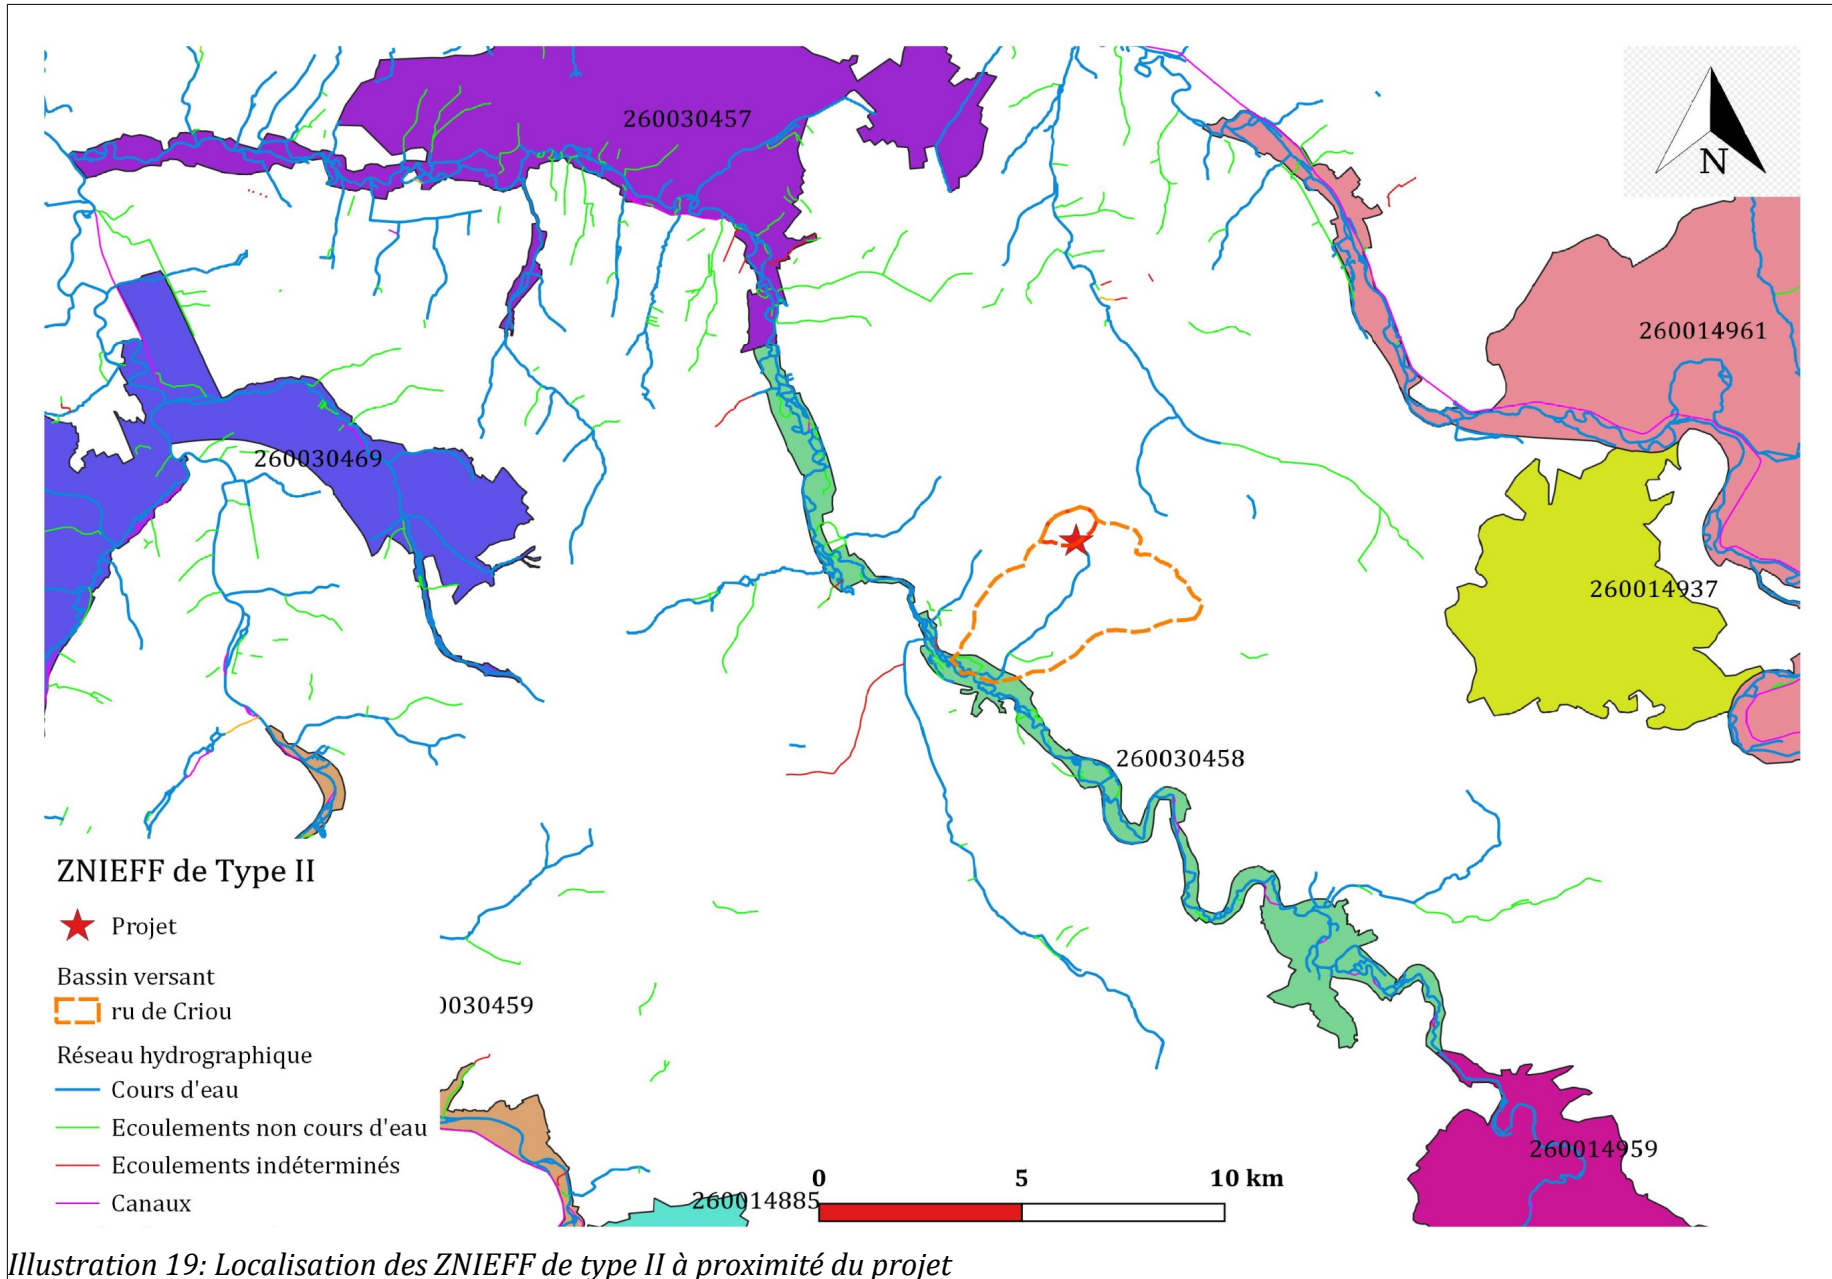 260030457
N
260014961
260030469
260014937
260030458
ZNIEFF de Type II
Projet
Bassin versant
ru de Criou
0030459
Réseau hydrographique
Cours d'eau
Ecoulements non cours d'eau
Ecoulements indéterminés
Canaux
260014959
0 5 10 km
260014885
Illustration 19: Localisation des ZNIEFF de type II à proximité du projet